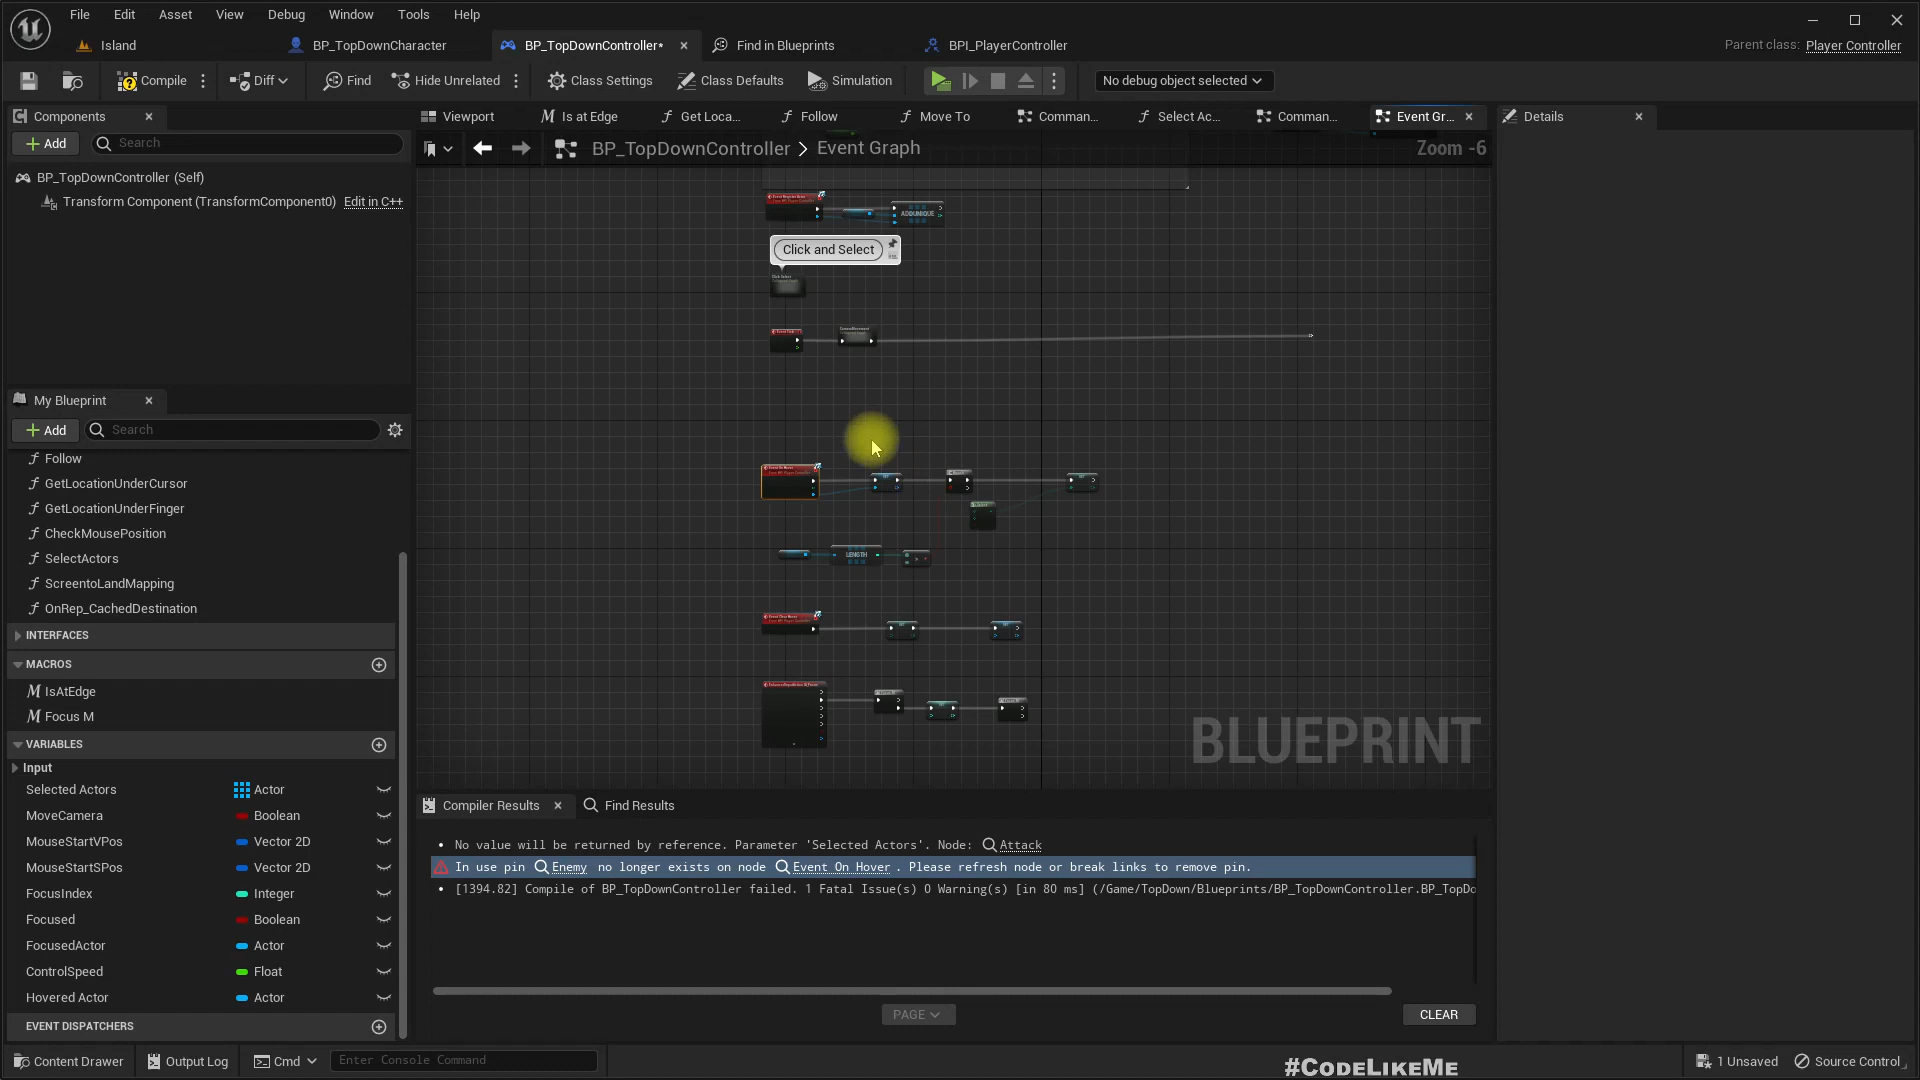 File Edit Asset View Debug Window Tools Help
Island BP_TopDownCharacter BP_TopDownController* Find in Blueprints BPI_PlayerController Parent class: Player Controller
Compile Diff Find Hide Unrelated Class Settings Class Defaults Simulation No debug object selected
Components Viewport Is at Edge Get Loca... Follow Move To Comman... Select Ac... Comman... Event Gr... Details
Add Search BP_TopDownController > Event Graph Zoom -6
BP_TopDownController (Self)
Transform Component (TransformComponent0) Edit in C++
ADDUNIQUE
Click and Select
Click Select
Event Tick
My Blueprint
Add Search
Follow
GetLocationUnderCursor
GetLocationUnderFinger
CheckMousePosition
SelectActors
LENGTH
ScreentoLandMapping
OnRep_CachedDestination
INTERFACES
MACROS
IsAtEdge
Focus M
BLUEPRINT
VARIABLES
Input
Selected Actors Actor
MoveCamera Boolean
MouseStartVPos Vector 2D
MouseStartSPos Vector 2D
FocusIndex Integer
Focused Boolean
FocusedActor Actor
ControlSpeed Float
Hovered Actor Actor
EVENT DISPATCHERS
Compiler Results Find Results
No value will be returned by reference. Parameter 'Selected Actors'. Node: Attack
In use pin Enemy no longer exists on node Event On Hover . Please refresh node or break links to remove pin.
[1394.82] Compile of BP_TopDownController failed. 1 Fatal Issue(s) 0 Warning(s) [in 80 ms] (/Game/TopDown/Blueprints/BP_TopDownController.BP_TopDo
PAGE CLEAR
Content Drawer Output Log Cmd Enter Console Command #CODELIKEME 1 Unsaved Source Control